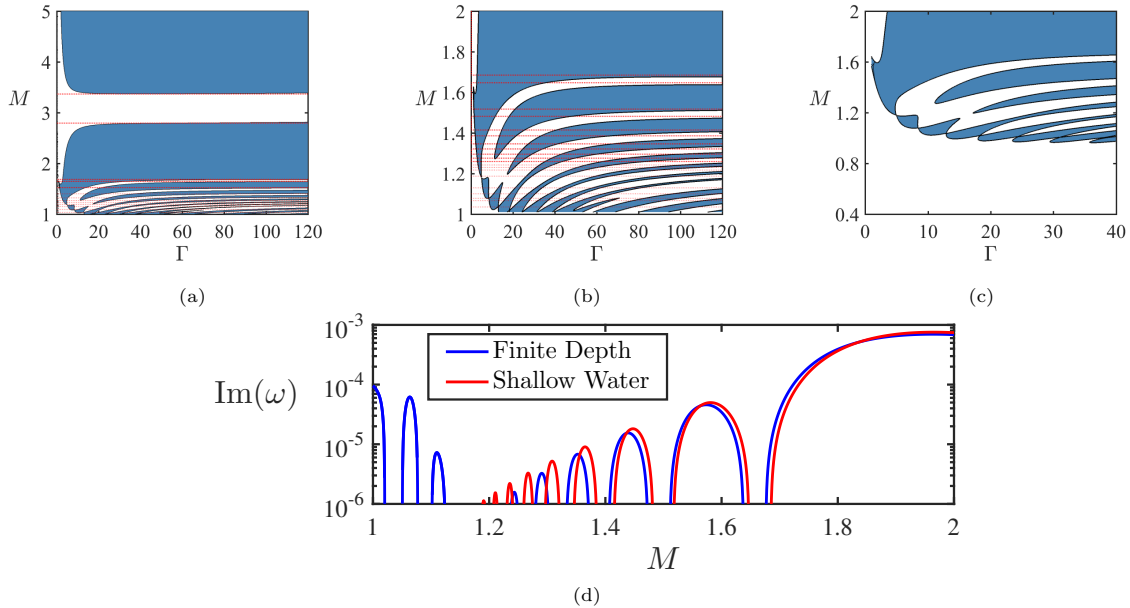 5
4
M
3
2
1
0 20 40 60 80 100 120
Γ
(a)
2
1.8
1.6
M
1.4
1.2
1
0 20 40 60 80 100 120
Γ
(b)
2
1.6
M
1.2
0.8
0.4
0 10 20 30 40
Γ
(c)
10^-3
10^-4
Im(ω)
10^-5
10^-6
Finite Depth
Shallow Water
1 1.2 1.4 1.6 1.8 2
M
(d)